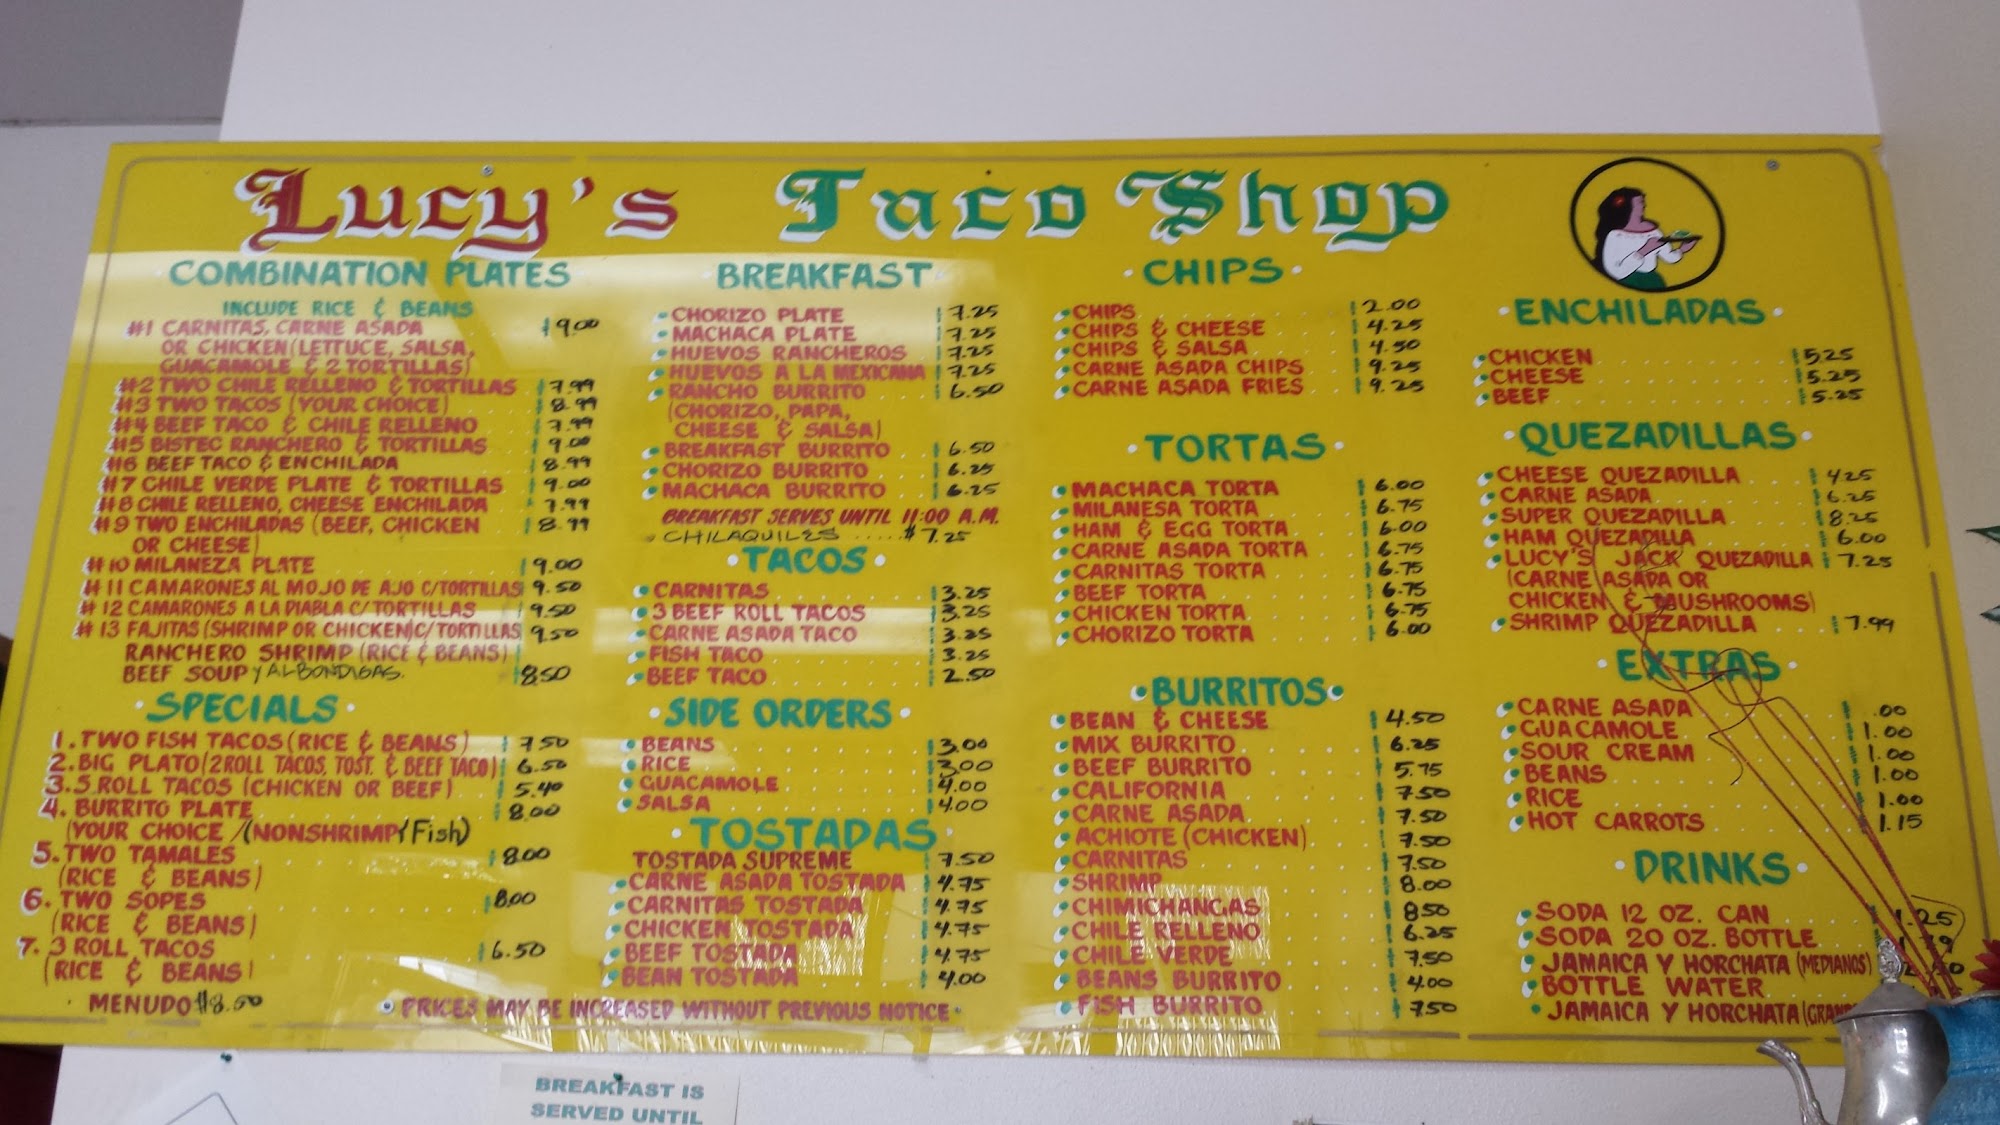 Lucy's Taco Shop
COMBINATION PLATES
INCLUDE RICE & BEANS
#1 CARNITAS, CARNE ASADA $9.00
OR CHICKEN (LETTUCE, SALSA,
GUACAMOLE & 2 TORTILLAS)
#2 TWO CHILE RELLENO & TORTILLAS 7.99
#3 TWO TACOS (YOUR CHOICE) 8.99
#4 BEEF TACO & CHILE RELLENO 7.99
#5 BISTEC RANCHERO & TORTILLAS 9.00
#6 BEEF TACO & ENCHILADA 8.99
#7 CHILE VERDE PLATE & TORTILLAS 9.00
#8 CHILE RELLENO, CHEESE ENCHILADA 7.99
#9 TWO ENCHILADAS (BEEF, CHICKEN 8.99
OR CHEESE)
#10 MILANEZA PLATE 9.00
#11 CAMARONES AL MOJO DE AJO C/TORTILLAS 9.50
#12 CAMARONES A LA DIABLA C/TORTILLAS 9.50
#13 FAJITAS (SHRIMP OR CHICKEN) C/TORTILLAS 9.50
RANCHERO SHRIMP (RICE & BEANS)
BEEF SOUP y ALBONDIGAS. 8.50
SPECIALS
1. TWO FISH TACOS (RICE & BEANS) 7.50
2. BIG PLATO (2 ROLL TACOS, TOST. & BEEF TACO) 6.50
3. 5 ROLL TACOS (CHICKEN OR BEEF) 5.40
4. BURRITO PLATE 8.00
(YOUR CHOICE /(NONSHRIMP/Fish)
5. TWO TAMALES 8.00
(RICE & BEANS)
6. TWO SOPES 8.00
(RICE & BEANS)
7. 3 ROLL TACOS 6.50
(RICE & BEANS)
MENUDO $8.50
BREAKFAST
CHORIZO PLATE 7.25
MACHACA PLATE 7.25
HUEVOS RANCHEROS 7.25
HUEVOS A LA MEXICANA 7.25
RANCHO BURRITO 6.50
(CHORIZO, PAPA,
CHEESE & SALSA)
BREAKFAST BURRITO 6.50
CHORIZO BURRITO 6.25
MACHACA BURRITO 6.25
BREAKFAST SERVES UNTIL 11:00 A.M.
CHILAQUILES ..... $7.25
TACOS
CARNITAS 3.25
3 BEEF ROLL TACOS 3.25
CARNE ASADA TACO 3.25
FISH TACO 3.25
BEEF TACO 2.50
SIDE ORDERS
BEANS 3.00
RICE 3.00
GUACAMOLE 4.00
SALSA 4.00
TOSTADAS
TOSTADA SUPREME 7.50
CARNE ASADA TOSTADA 4.75
CARNITAS TOSTADA 4.75
CHICKEN TOSTADA 4.75
BEEF TOSTADA 4.75
BEAN TOSTADA 4.00
PRICES MAY BE INCREASED WITHOUT PREVIOUS NOTICE
CHIPS
CHIPS 2.00
CHIPS & CHEESE 4.25
CHIPS & SALSA 4.50
CARNE ASADA CHIPS 9.25
CARNE ASADA FRIES 9.25
TORTAS
MACHACA TORTA 6.00
MILANESA TORTA 6.75
HAM & EGG TORTA 6.00
CARNE ASADA TORTA 6.75
CARNITAS TORTA 6.75
BEEF TORTA 6.75
CHICKEN TORTA 6.75
CHORIZO TORTA 6.00
BURRITOS
BEAN & CHEESE 4.50
MIX BURRITO 6.25
BEEF BURRITO 5.75
CALIFORNIA 7.50
CARNE ASADA 7.50
ACHIOTE (CHICKEN) 7.50
CARNITAS 7.50
SHRIMP 8.00
CHIMICHANGAS 8.50
CHILE RELLENO 6.25
CHILE VERDE 7.50
BEANS BURRITO 4.00
FISH BURRITO 7.50
ENCHILADAS
CHICKEN 5.25
CHEESE 5.25
BEEF 5.25
QUEZADILLAS
CHEESE QUEZADILLA 4.25
CARNE ASADA 6.25
SUPER QUEZADILLA 8.25
HAM QUEZADILLA 6.00
LUCY'S JACK QUEZADILLA 7.25
(CARNE ASADA OR
CHICKEN & MUSHROOMS)
SHRIMP QUEZADILLA 7.99
EXTRAS
CARNE ASADA .00
GUACAMOLE 1.00
SOUR CREAM 1.00
BEANS 1.00
RICE 1.00
HOT CARROTS 1.15
DRINKS
SODA 12 OZ. CAN 1.25
SODA 20 OZ. BOTTLE
JAMAICA Y HORCHATA (MEDIANOS)
BOTTLE WATER
JAMAICA Y HORCHATA
BREAKFAST IS
SERVED UNTIL